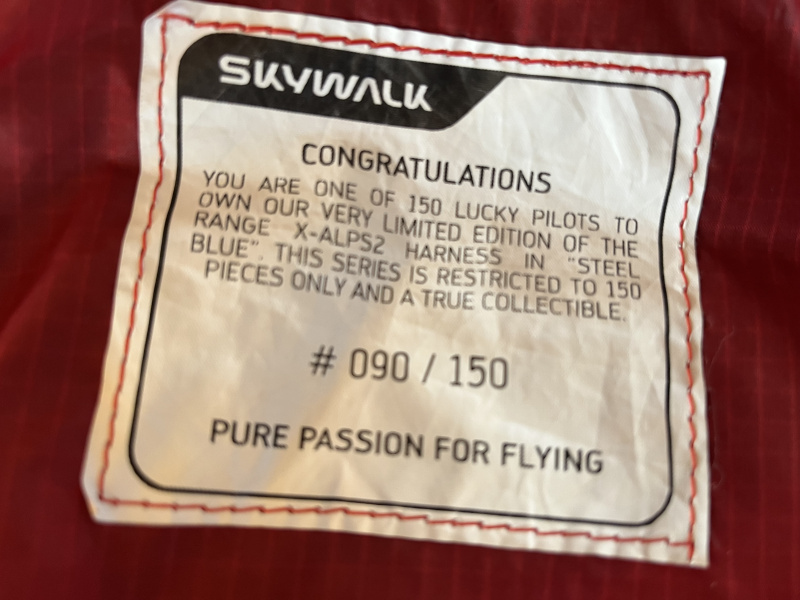 SKYWALK
CONGRATULATIONS
YOU ARE ONE OF 150 LUCKY PILOTS TO
OWN OUR VERY LIMITED EDITION OF THE
RANGE X-ALPS2 HARNESS IN "STEEL
BLUE". THIS SERIES IS RESTRICTED TO 150
PIECES ONLY AND A TRUE COLLECTIBLE.
# 090 / 150
PURE PASSION FOR FLYING